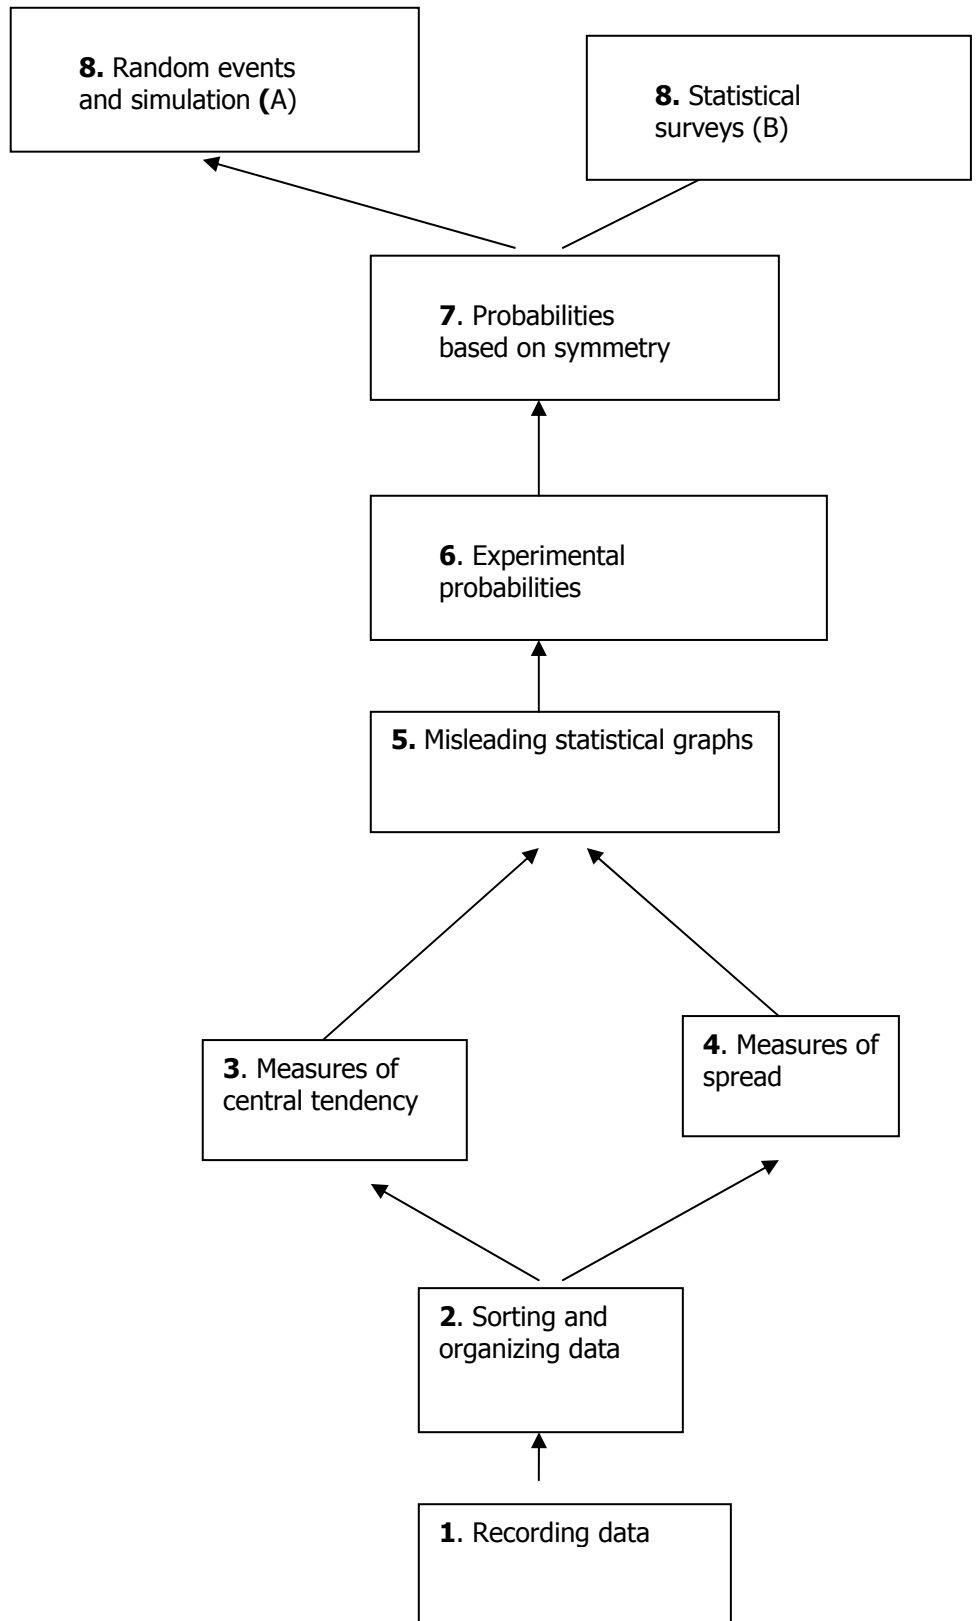 8. Random events
and simulation (A)
8. Statistical
surveys (B)
7. Probabilities
based on symmetry
6. Experimental
probabilities
5. Misleading statistical graphs
3. Measures of
central tendency
4. Measures of
spread
2. Sorting and
organizing data
1. Recording data